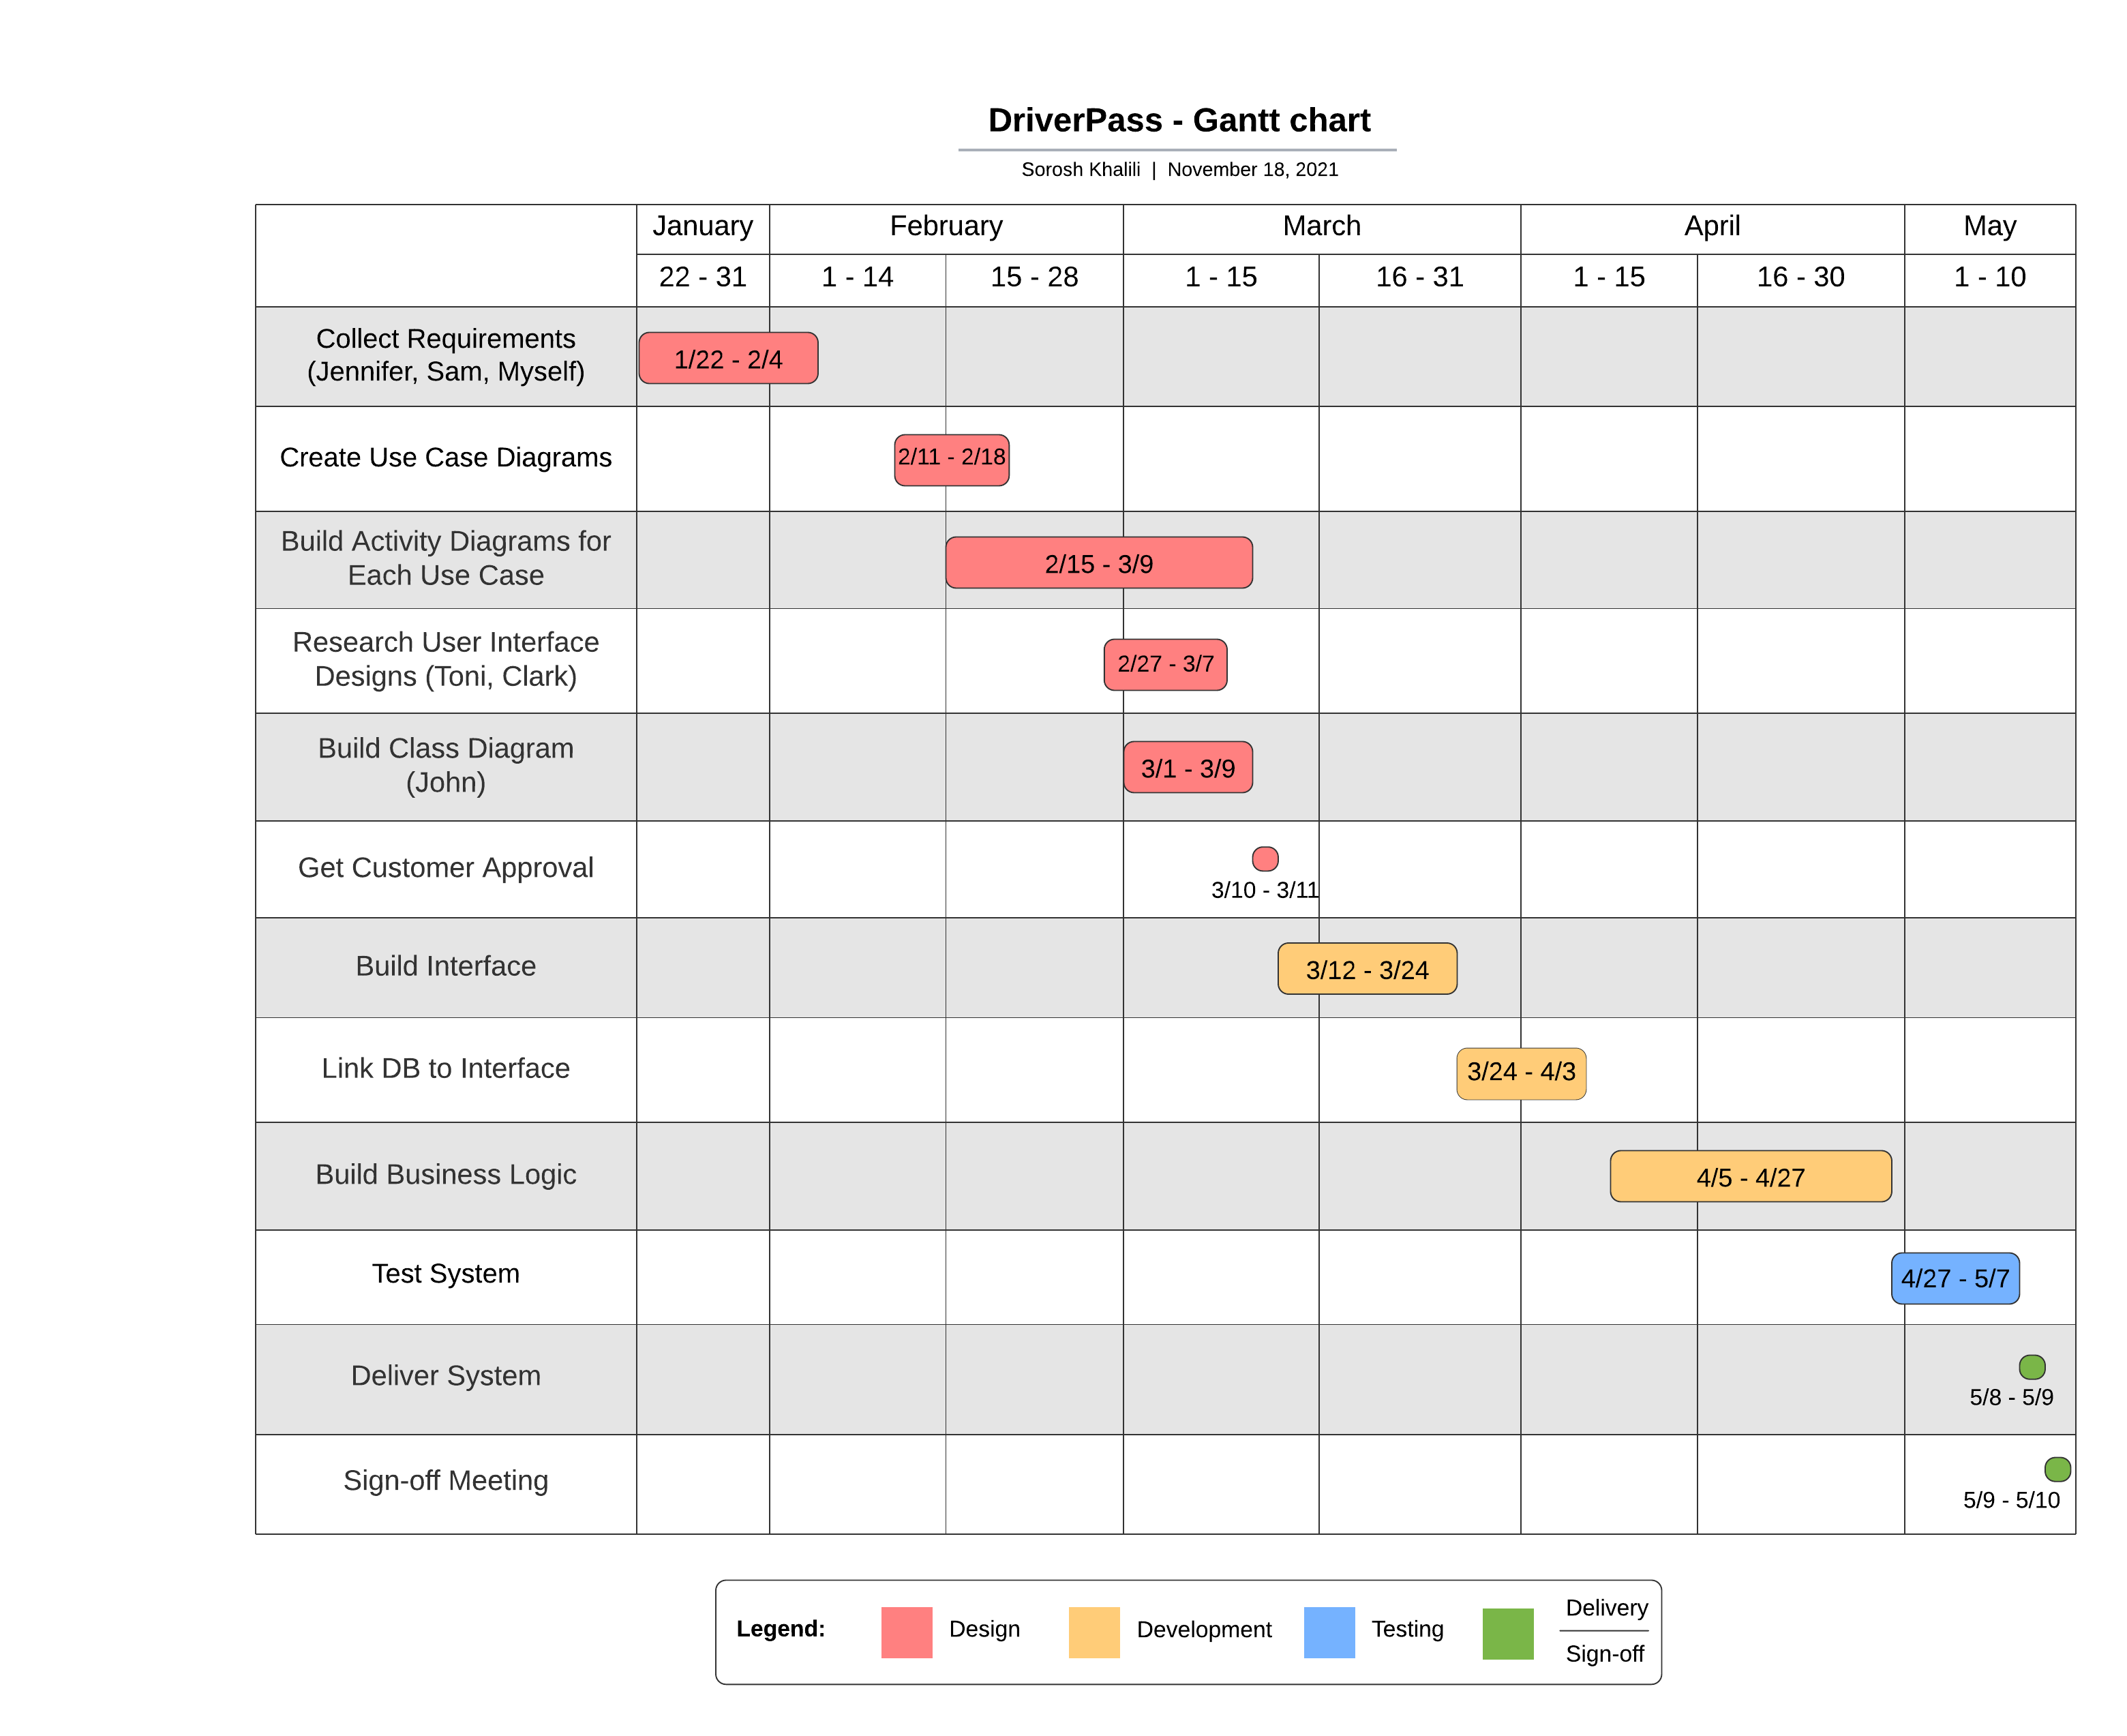 DriverPass - Gantt chart
Sorosh Khalili | November 18, 2021
January February March April May
22 - 31 1 - 14 15 - 28 1 - 15 16 - 31 1 - 15 16 - 30 1 - 10
Collect Requirements
(Jennifer, Sam, Myself)
1/22 - 2/4
Create Use Case Diagrams
2/11 - 2/18
Build Activity Diagrams for
Each Use Case
2/15 - 3/9
Research User Interface
Designs (Toni, Clark)
2/27 - 3/7
Build Class Diagram
(John)
3/1 - 3/9
Get Customer Approval
3/10 - 3/11
Build Interface
3/12 - 3/24
Link DB to Interface
3/24 - 4/3
Build Business Logic
4/5 - 4/27
Test System
4/27 - 5/7
Deliver System
5/8 - 5/9
Sign-off Meeting
5/9 - 5/10
Legend: Design Development Testing Delivery
Sign-off